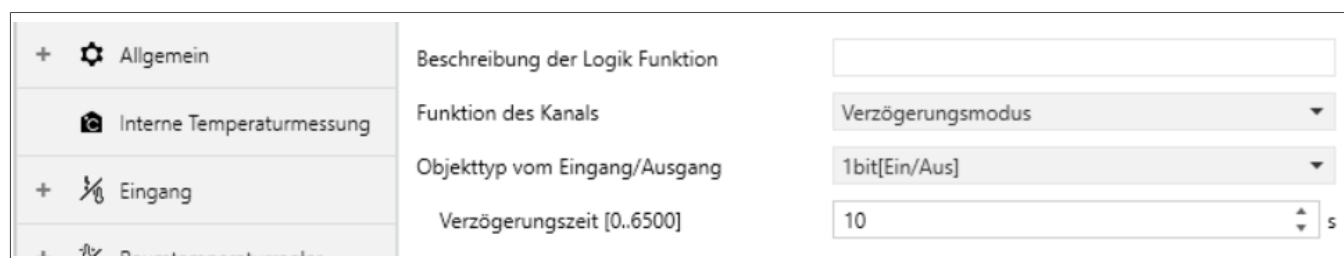 Allgemein
Interne Temperaturmessung
Eingang
Beschreibung der Logik Funktion
Funktion des Kanals Verzögerungsmodus
Objekttyp vom Eingang/Ausgang 1bit[Ein/Aus]
Verzögerungszeit [0..6500] 10 s